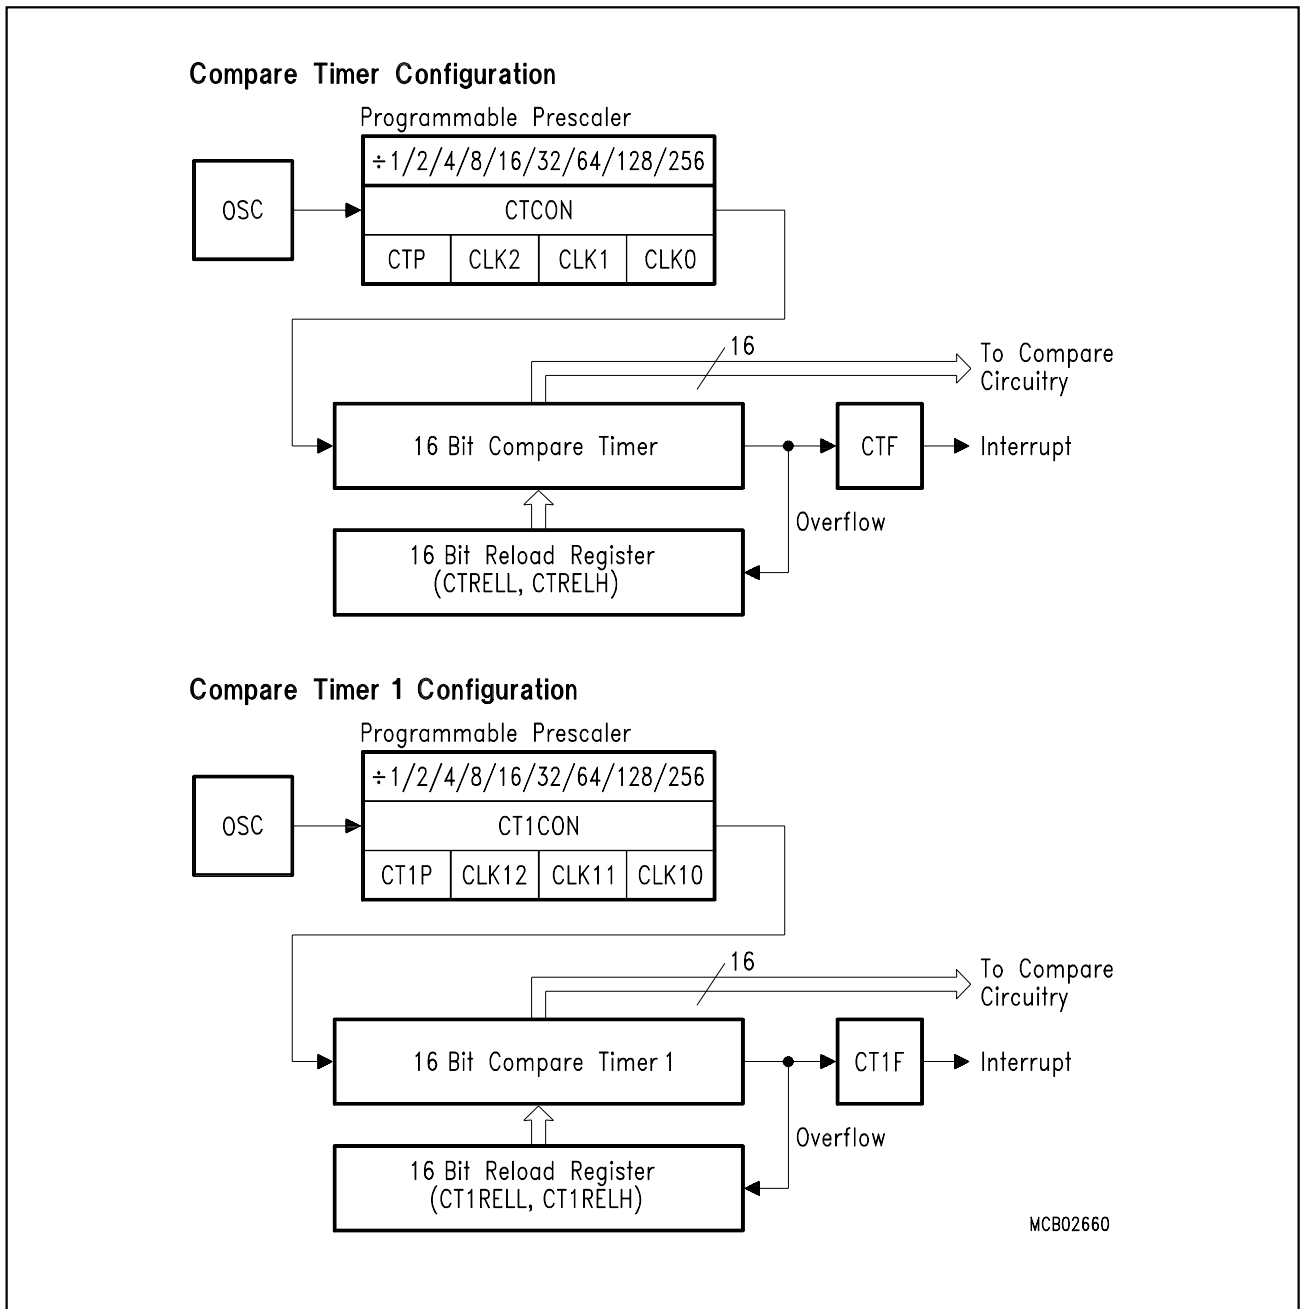 Compare Timer Configuration
Programmable Prescaler
÷1/2/4/8/16/32/64/128/256
OSC
CTCON
CTP CLK2 CLK1 CLK0
16
To Compare
Circuitry
16 Bit Compare Timer
CTF
Interrupt
Overflow
16 Bit Reload Register
(CTRELL, CTRELH)
Compare Timer 1 Configuration
Programmable Prescaler
÷1/2/4/8/16/32/64/128/256
OSC
CT1CON
CT1P CLK12 CLK11 CLK10
16
To Compare
Circuitry
16 Bit Compare Timer 1
CT1F
Interrupt
Overflow
16 Bit Reload Register
(CT1RELL, CT1RELH)
MCB02660